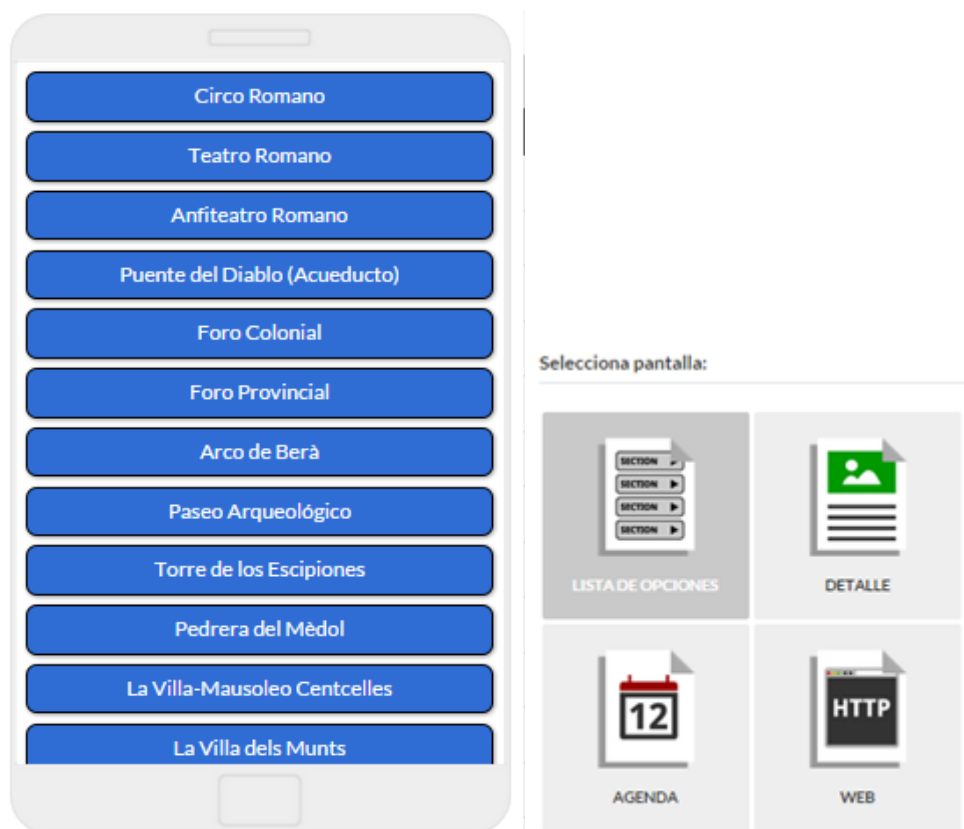 Circo Romano
Teatro Romano
Anfiteatro Romano
Puente del Diablo (Acueducto)
Foro Colonial
Foro Provincial
Arco de Berà
Paseo Arqueológico
Torre de los Escipiones
Pedrera del Mèdol
La Villa-Mausoleo Centcelles
La Villa dels Munts
Selecciona pantalla:
SECTION
SECTION
SECTION
SECTION
LISTA DE OPCIONES
DETALLE
12
AGENDA
HTTP
WEB